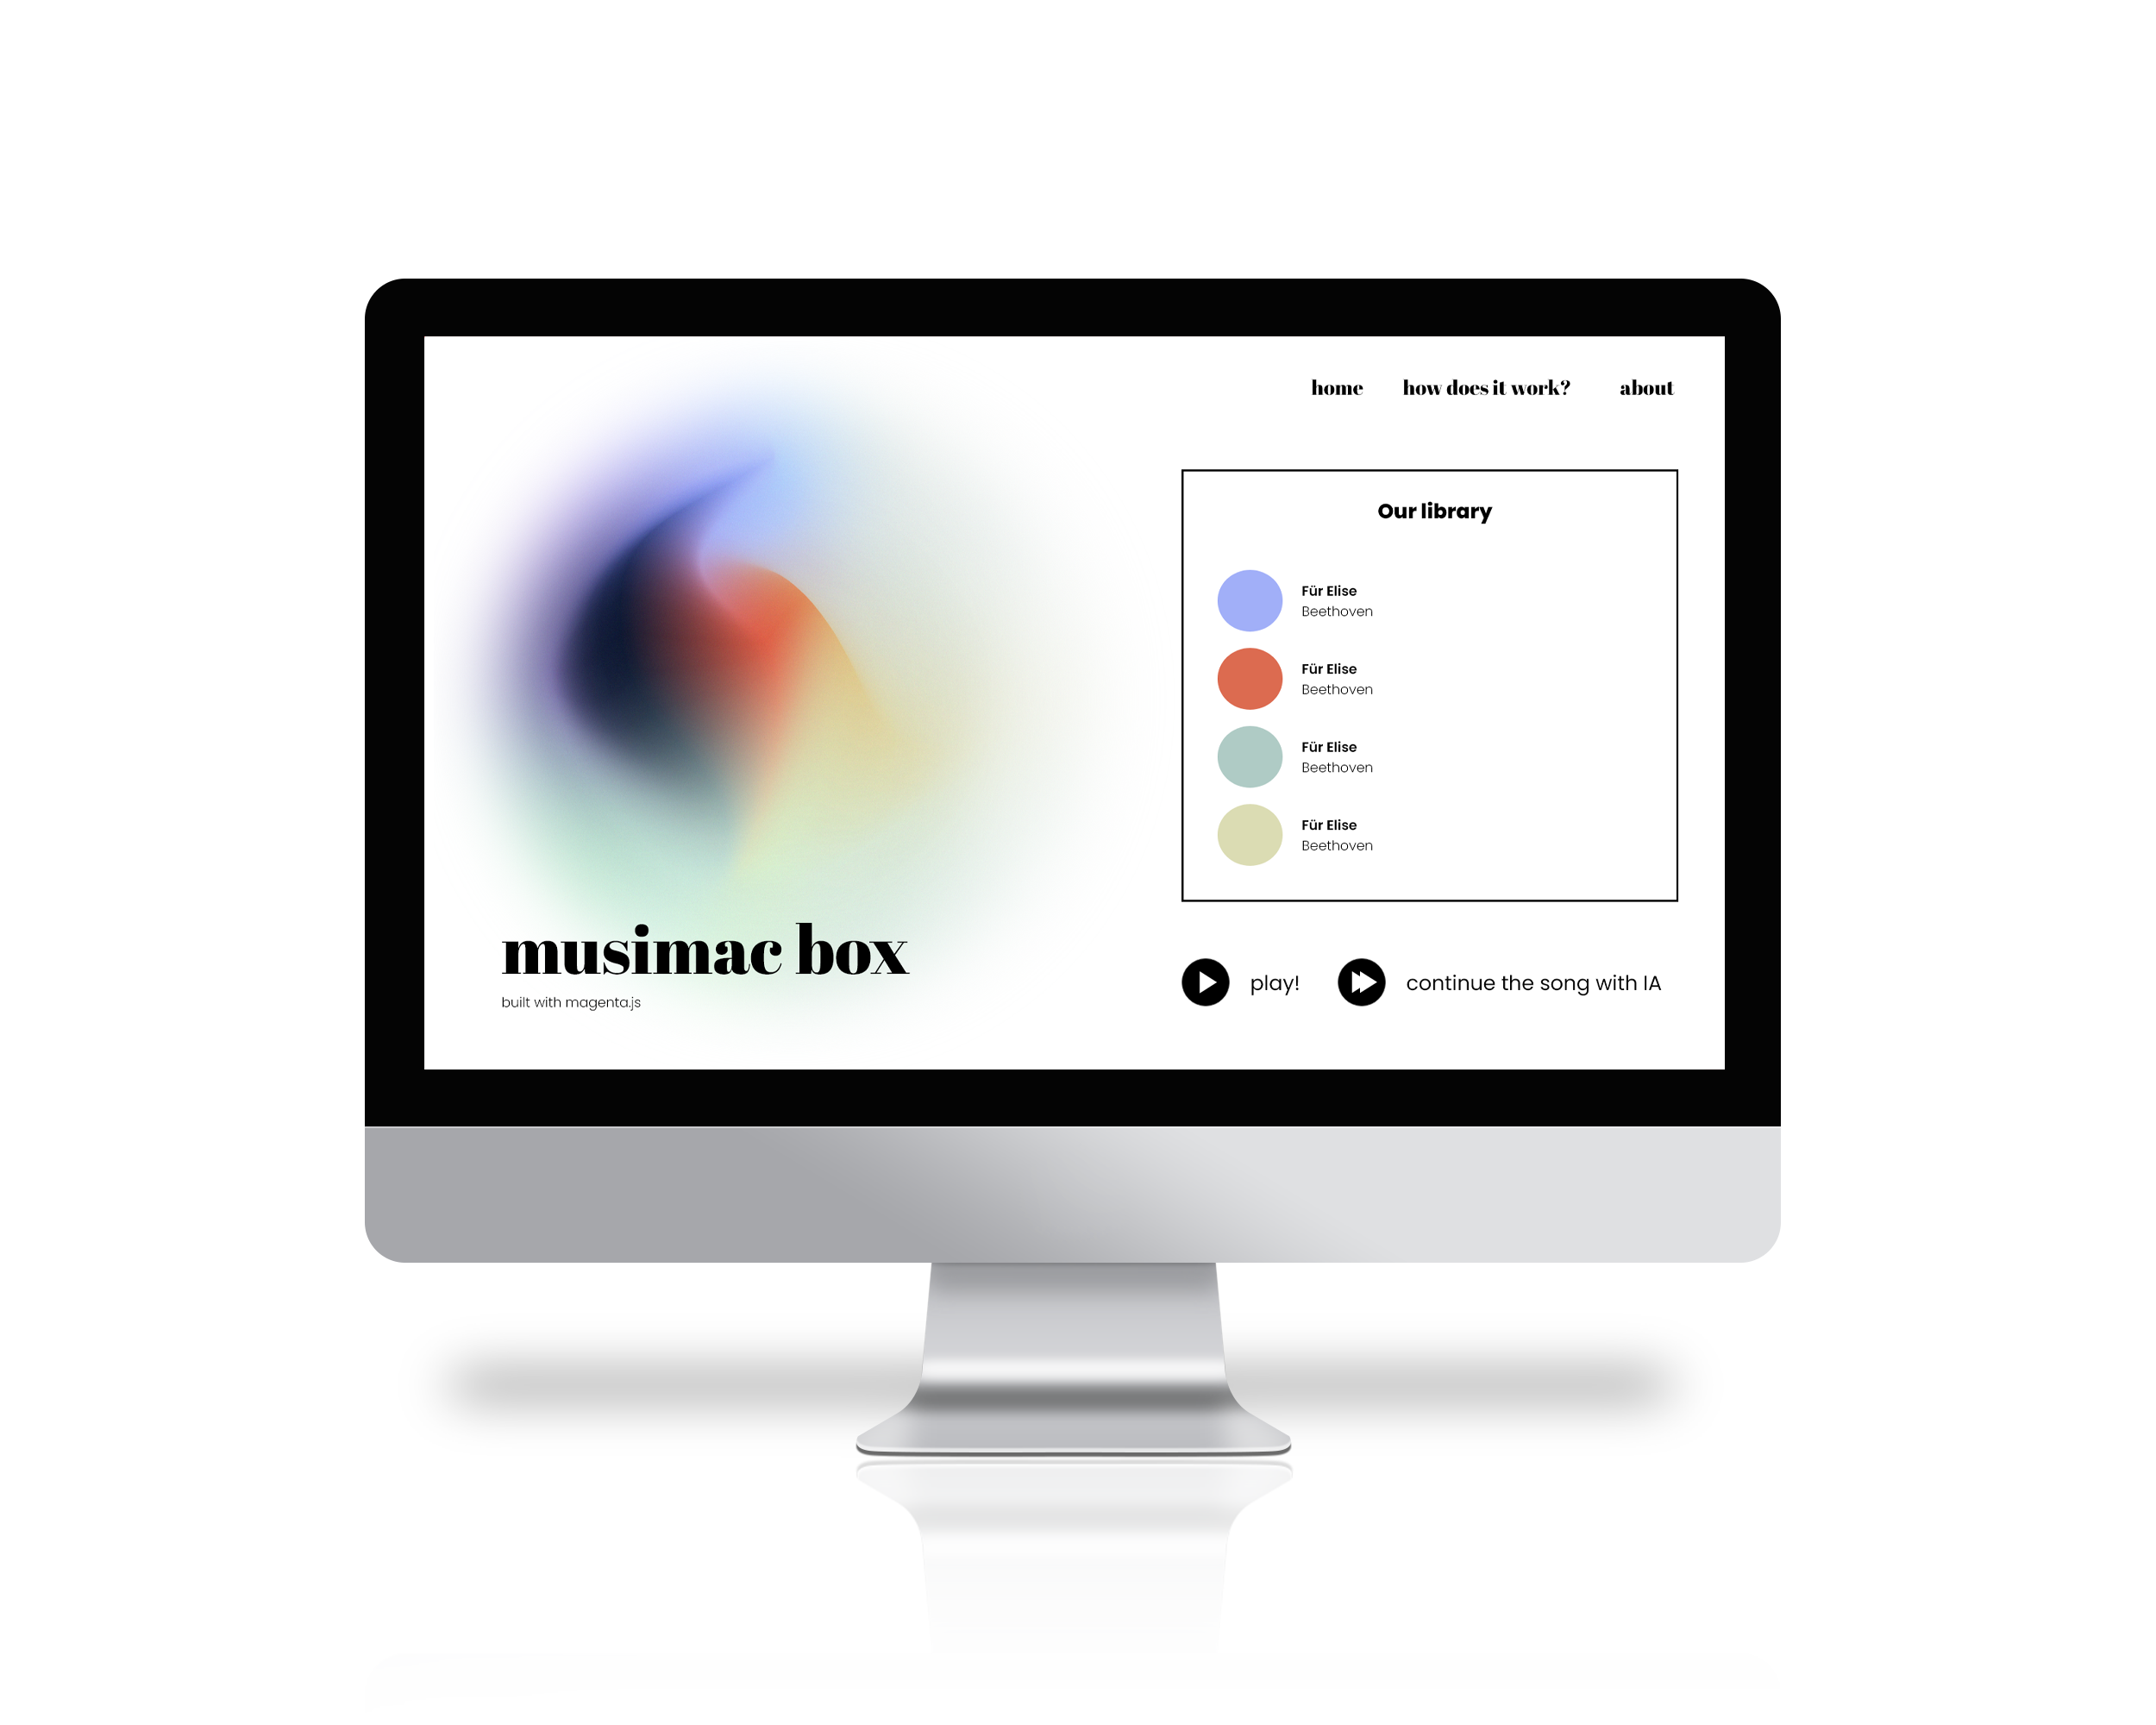 home how does it work? about
Our library
Für Elise
Beethoven
Für Elise
Beethoven
Für Elise
Beethoven
Für Elise
Beethoven
musimac box
built with magenta.js
play! continue the song with IA